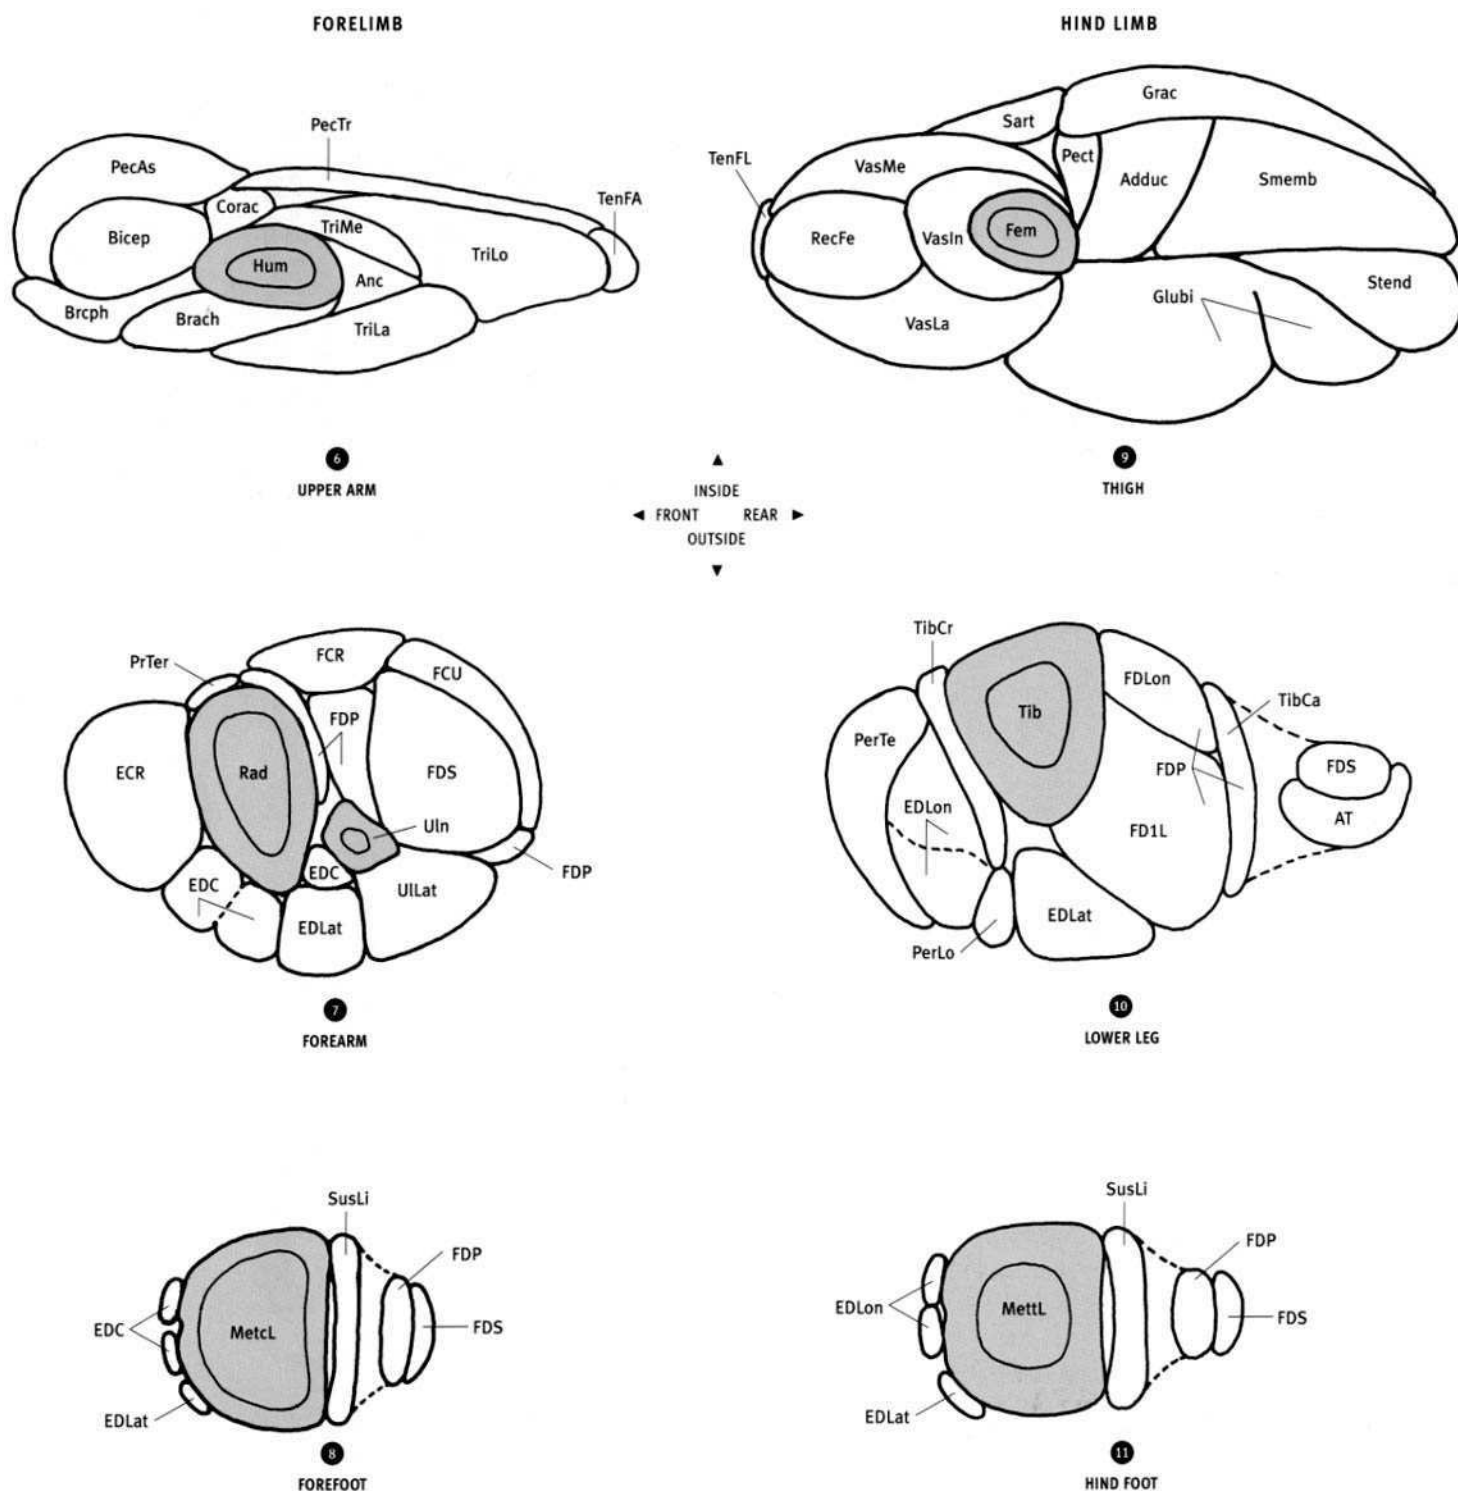 FORELIMB
HIND LIMB
PecTr
PecAs
TenFA
Corac
TriMe
Bicep
TriLo
Hum
Anc
Brcph
Brach
TriLa
6
UPPER ARM
Grac
Sart
TenFL
VasMe
Pect
Adduc
Smemb
RecFe
VasIn
Fem
Stend
Glubi
VasLa
9
THIGH
INSIDE
FRONT REAR
OUTSIDE
PrTer
FCR
FCU
FDP
ECR
Rad
FDS
Uln
EDC
FDP
EDC
UlLat
EDLat
7
FOREARM
TibCr
FDLon
TibCa
Tib
PerTe
FDP
FDS
EDLon
AT
FD1L
EDLat
PerLo
10
LOWER LEG
SusLi
FDP
EDC
MetcL
FDS
EDLat
8
FOREFOOT
SusLi
FDP
EDLon
MettL
FDS
EDLat
11
HIND FOOT